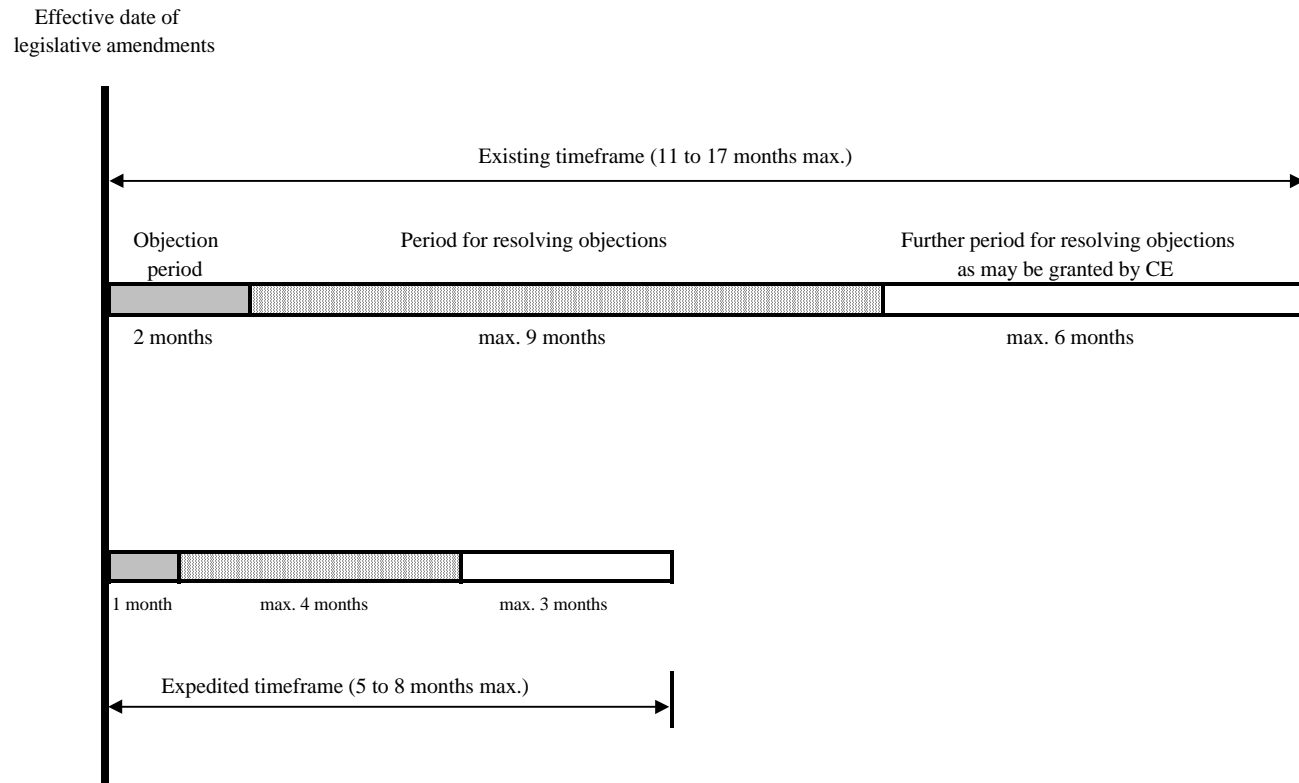 Effective date of
legislative amendments
Existing timeframe (11 to 17 months max.)
Objection
period
Period for resolving objections
Further period for resolving objections
as may be granted by CE
2 months
max. 9 months
max. 6 months
1 month
max. 4 months
max. 3 months
Expedited timeframe (5 to 8 months max.)